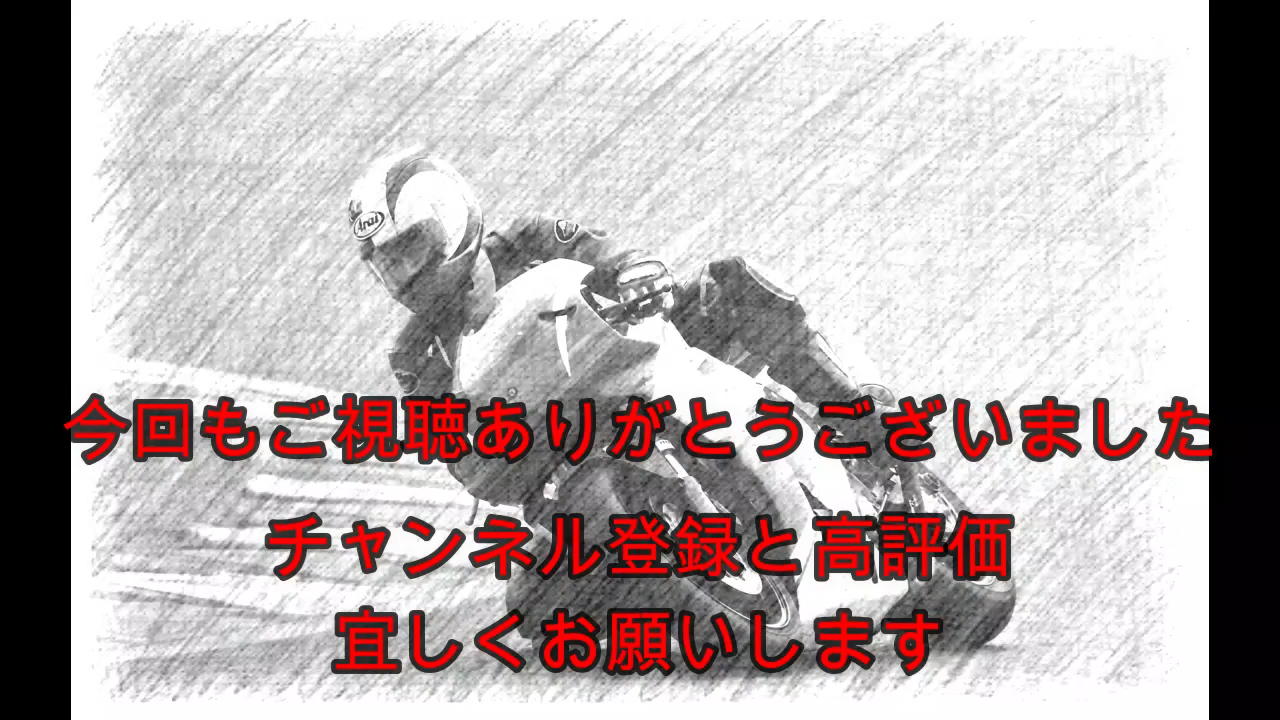 Arai
今回もご視聴ありがとうございました
チャンネル登録と高評価
宜しくお願いします